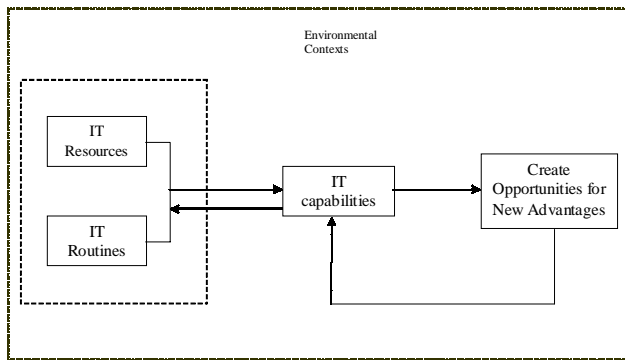 Environmental
Contexts
IT
Resources
IT
Routines
IT
capabilities
Create
Opportunities for
New Advantages